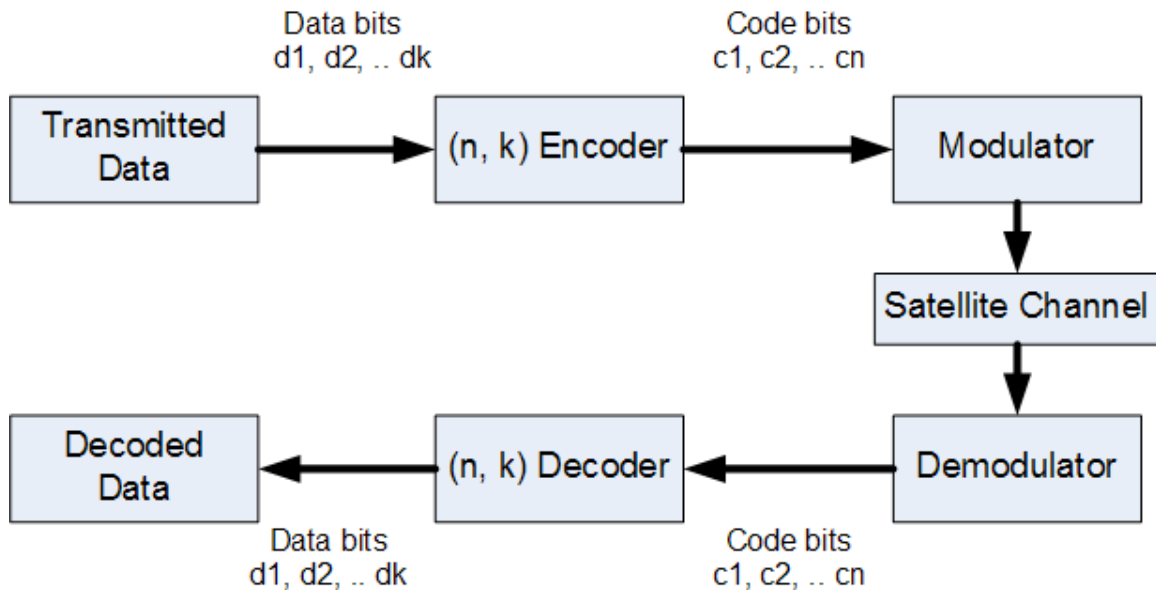 Data bits
d1, d2, .. dk
Code bits
c1, c2, .. cn
Transmitted
Data
(n, k) Encoder
Modulator
Satellite Channel
Decoded
Data
(n, k) Decoder
Demodulator
Data bits
d1, d2, .. dk
Code bits
c1, c2, .. cn